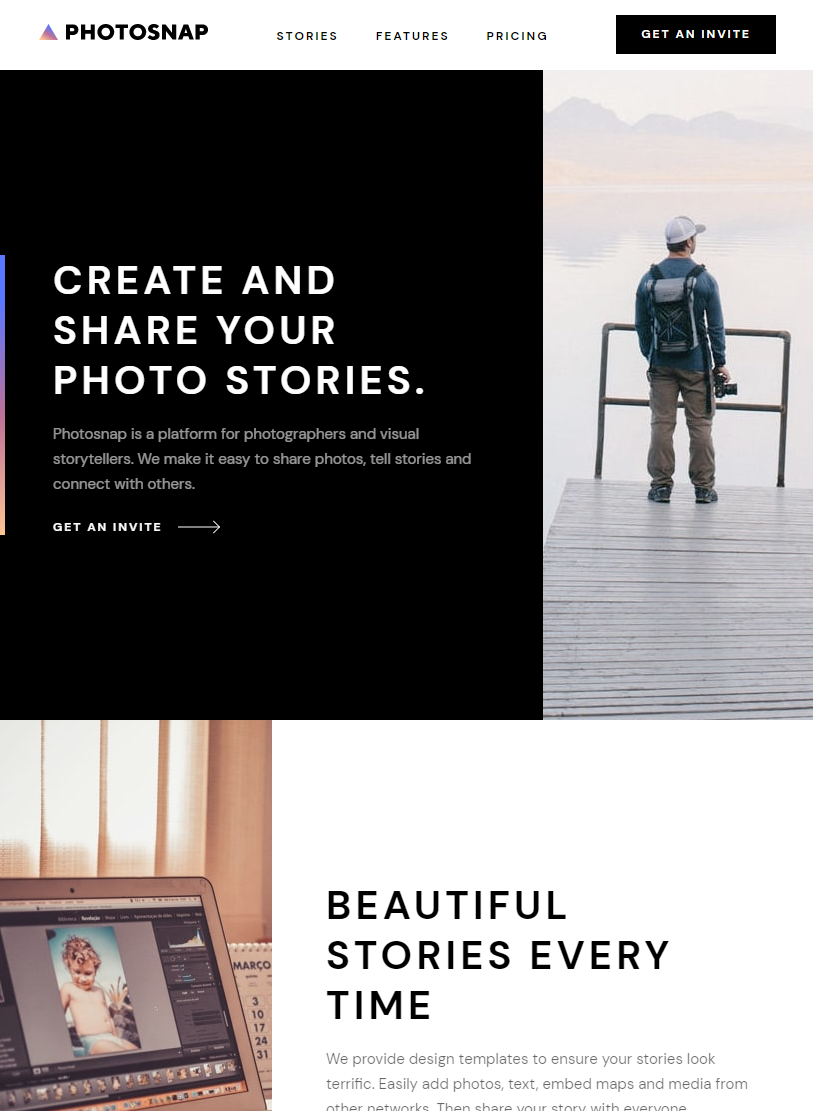 PHOTOSNAP
STORIES
FEATURES
PRICING
GET AN INVITE
CREATE AND
SHARE YOUR
PHOTO STORIES.
Photosnap is a platform for photographers and visual
storytellers. We make it easy to share photos, tell stories and
connect with others.
GET AN INVITE
MARÇO
3
10
17
24
31
BEAUTIFUL
STORIES EVERY
TIME
We provide design templates to ensure your stories look
terrific. Easily add photos, text, embed maps and media from
other networks. Then share your story with everyone.